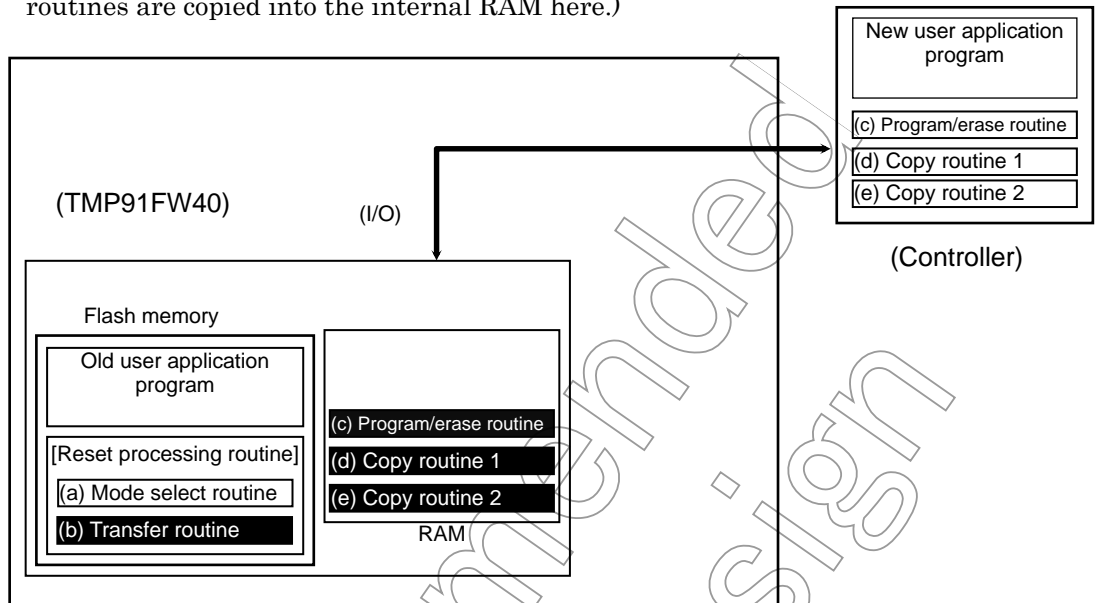 routines are copied into the internal RAM here.)
New user application
program
(c) Program/erase routine
(d) Copy routine 1
(e) Copy routine 2
(Controller)
(TMP91FW40)
(I/O)
Flash memory
Old user application
program
[Reset processing routine]
(a) Mode select routine
(b) Transfer routine
(c) Program/erase routine
(d) Copy routine 1
(e) Copy routine 2
RAM
mended
sign